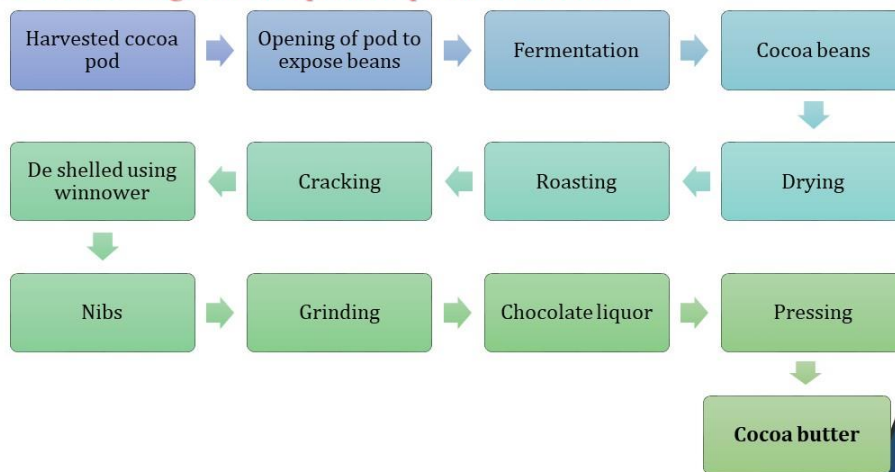 Harvested cocoa
pod
Opening of pod to
expose beans
Fermentation
Cocoa beans
Drying
Roasting
Cracking
De shelled using
winnower
Nibs
Grinding
Chocolate liquor
Pressing
Cocoa butter